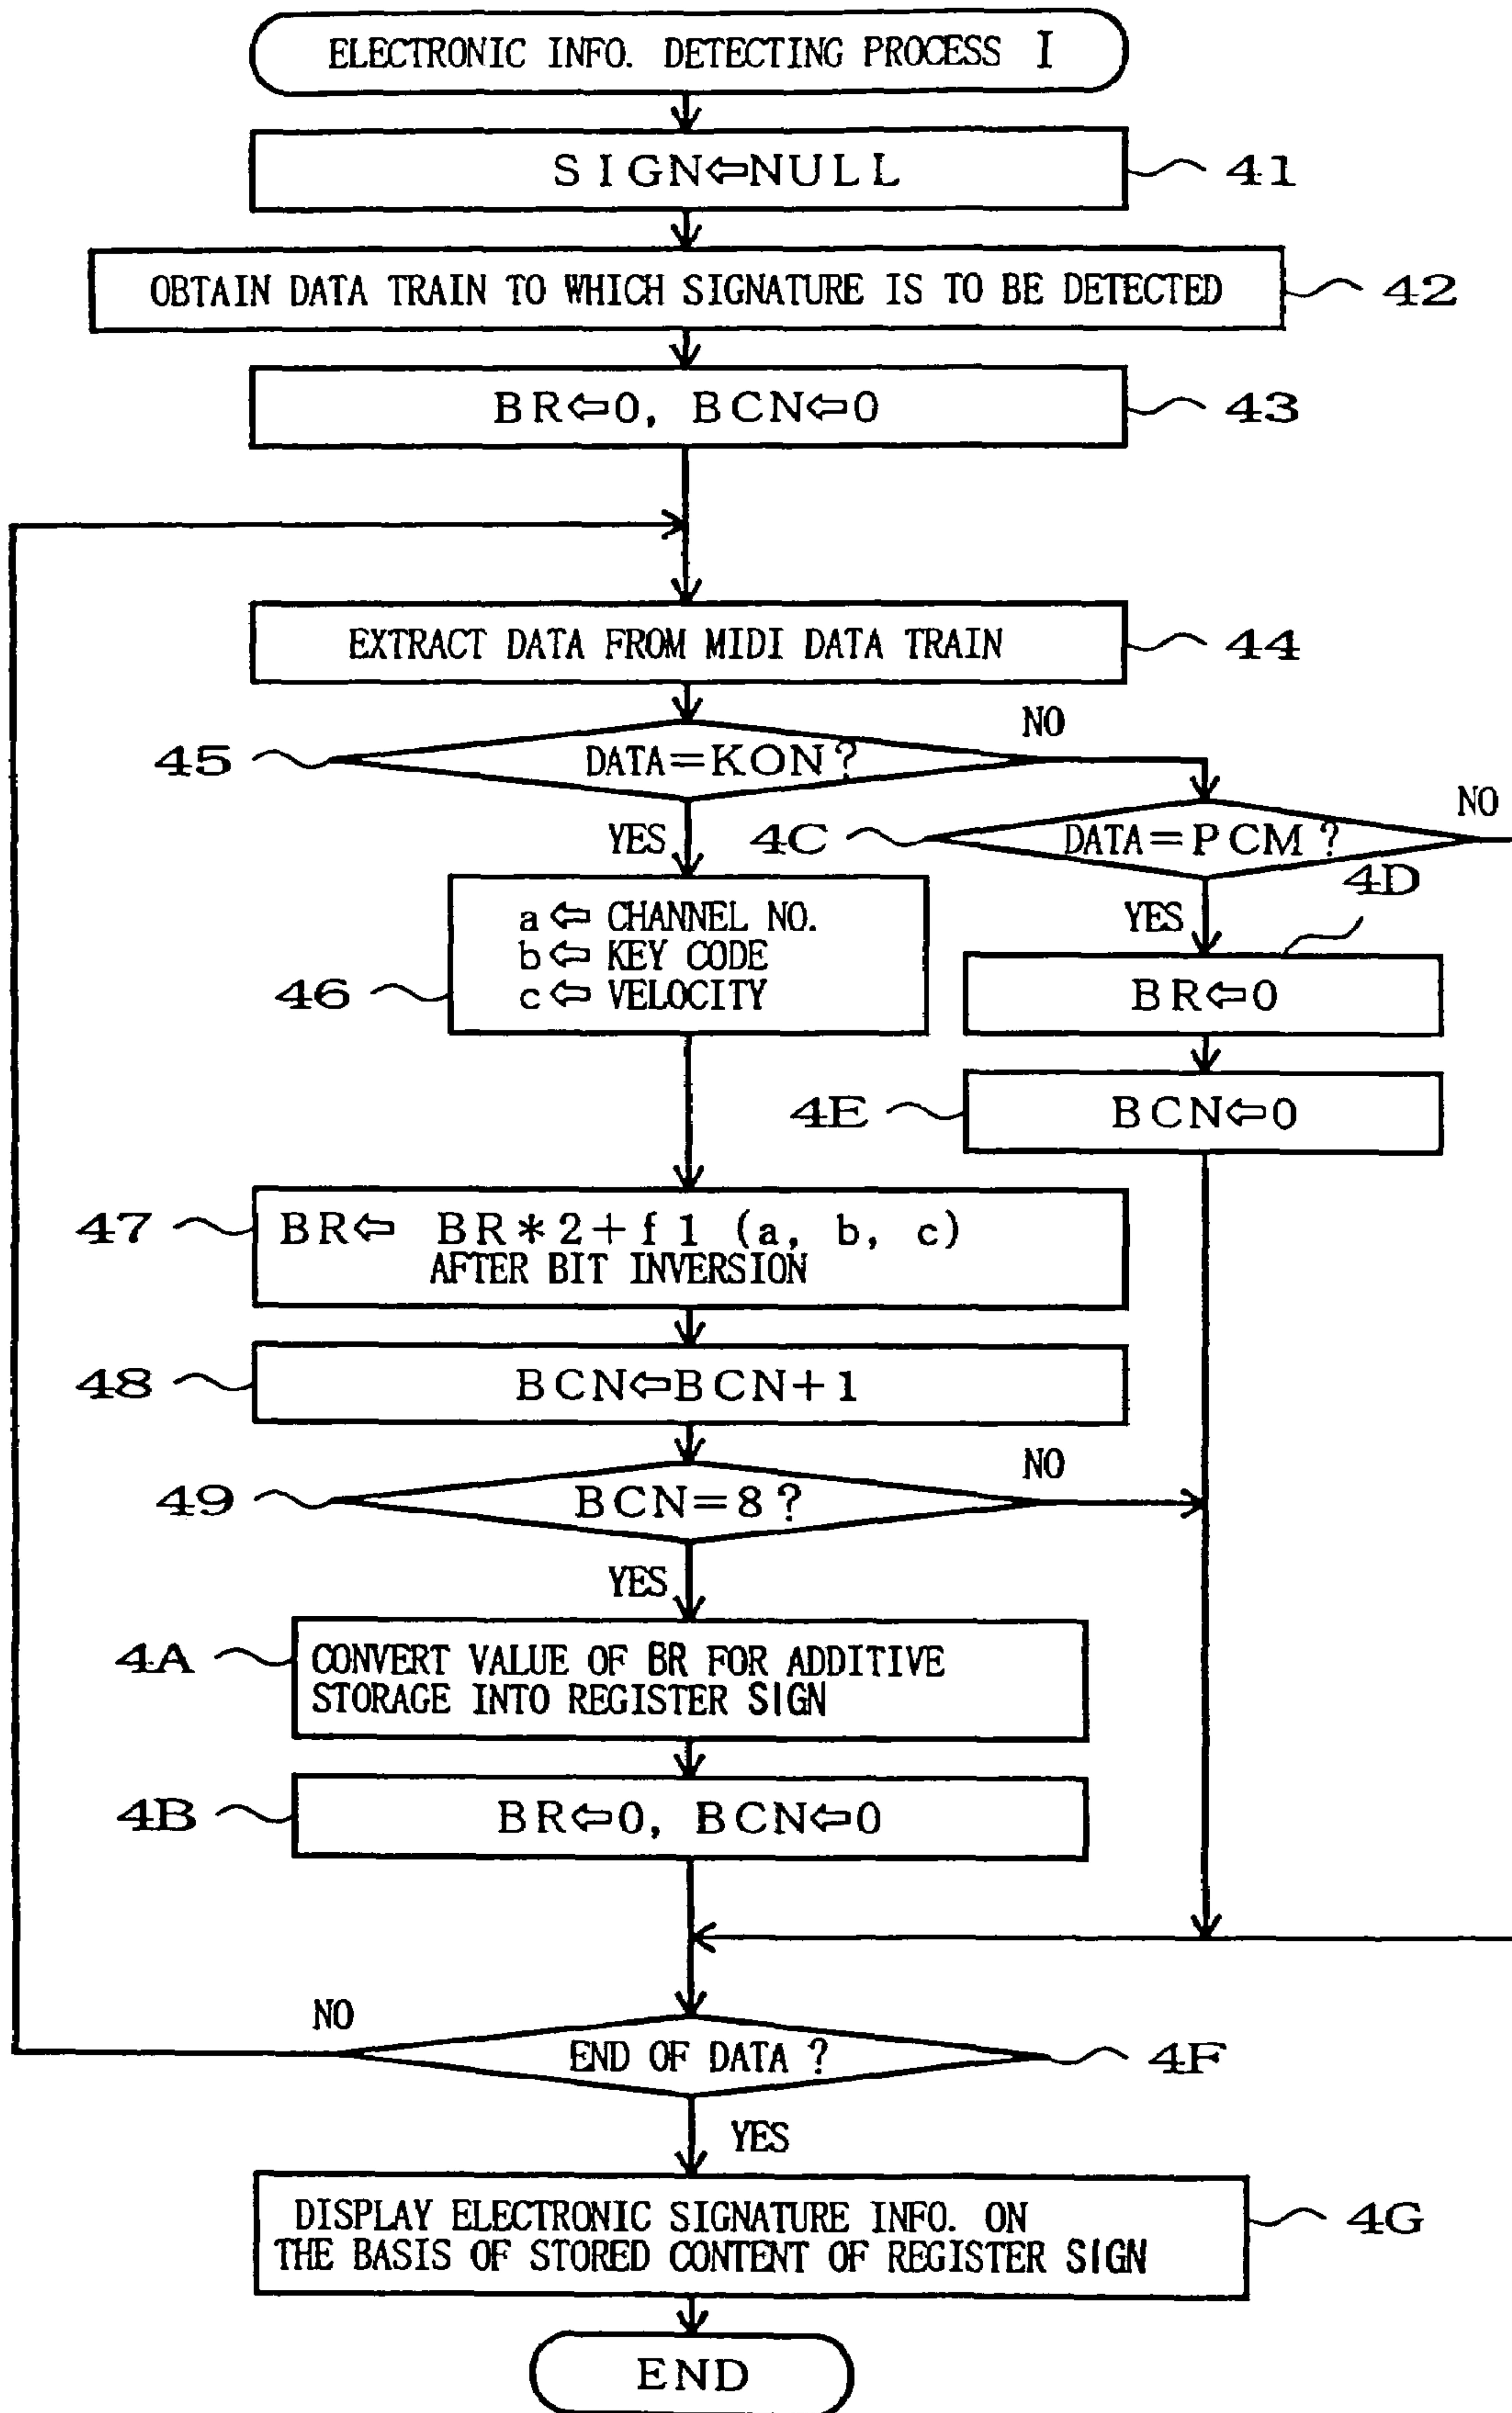 ELECTRONIC INFO. DETECTING PROCESS I
SIGN⇐NULL
41
OBTAIN DATA TRAIN TO WHICH SIGNATURE IS TO BE DETECTED
42
BR⇐0, BCN⇐0
43
EXTRACT DATA FROM MIDI DATA TRAIN
44
45
DATA=KON?
NO
YES
4C
DATA=PCM?
NO
4D
YES
46
a⇐ CHANNEL NO.
b⇐ KEY CODE
c⇐ VELOCITY
BR⇐0
4E
BCN⇐0
47
BR⇐ BR*2+f1 (a, b, c)
AFTER BIT INVERSION
48
BCN⇐BCN+1
49
BCN=8?
NO
YES
4A
CONVERT VALUE OF BR FOR ADDITIVE
STORAGE INTO REGISTER SIGN
4B
BR⇐0, BCN⇐0
NO
END OF DATA ?
4F
YES
DISPLAY ELECTRONIC SIGNATURE INFO. ON
THE BASIS OF STORED CONTENT OF REGISTER SIGN
4G
END